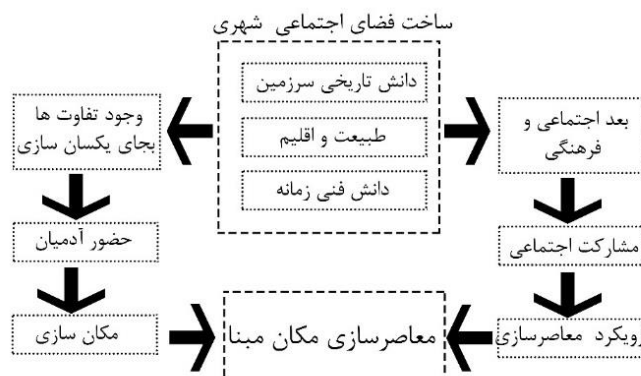 ساخت فضای اجتماعی شهری
دانش تاریخی سرزمین
طبیعت و اقلیم
دانش فنی زمانه
بعد اجتماعی و
فرهنگی
مشارکت اجتماعی
رویکرد معاصرسازی
وجود تفاوت ها
بجای یکسان سازی
حضور آدمیان
مکان سازی
معاصرسازی مکان مبنا